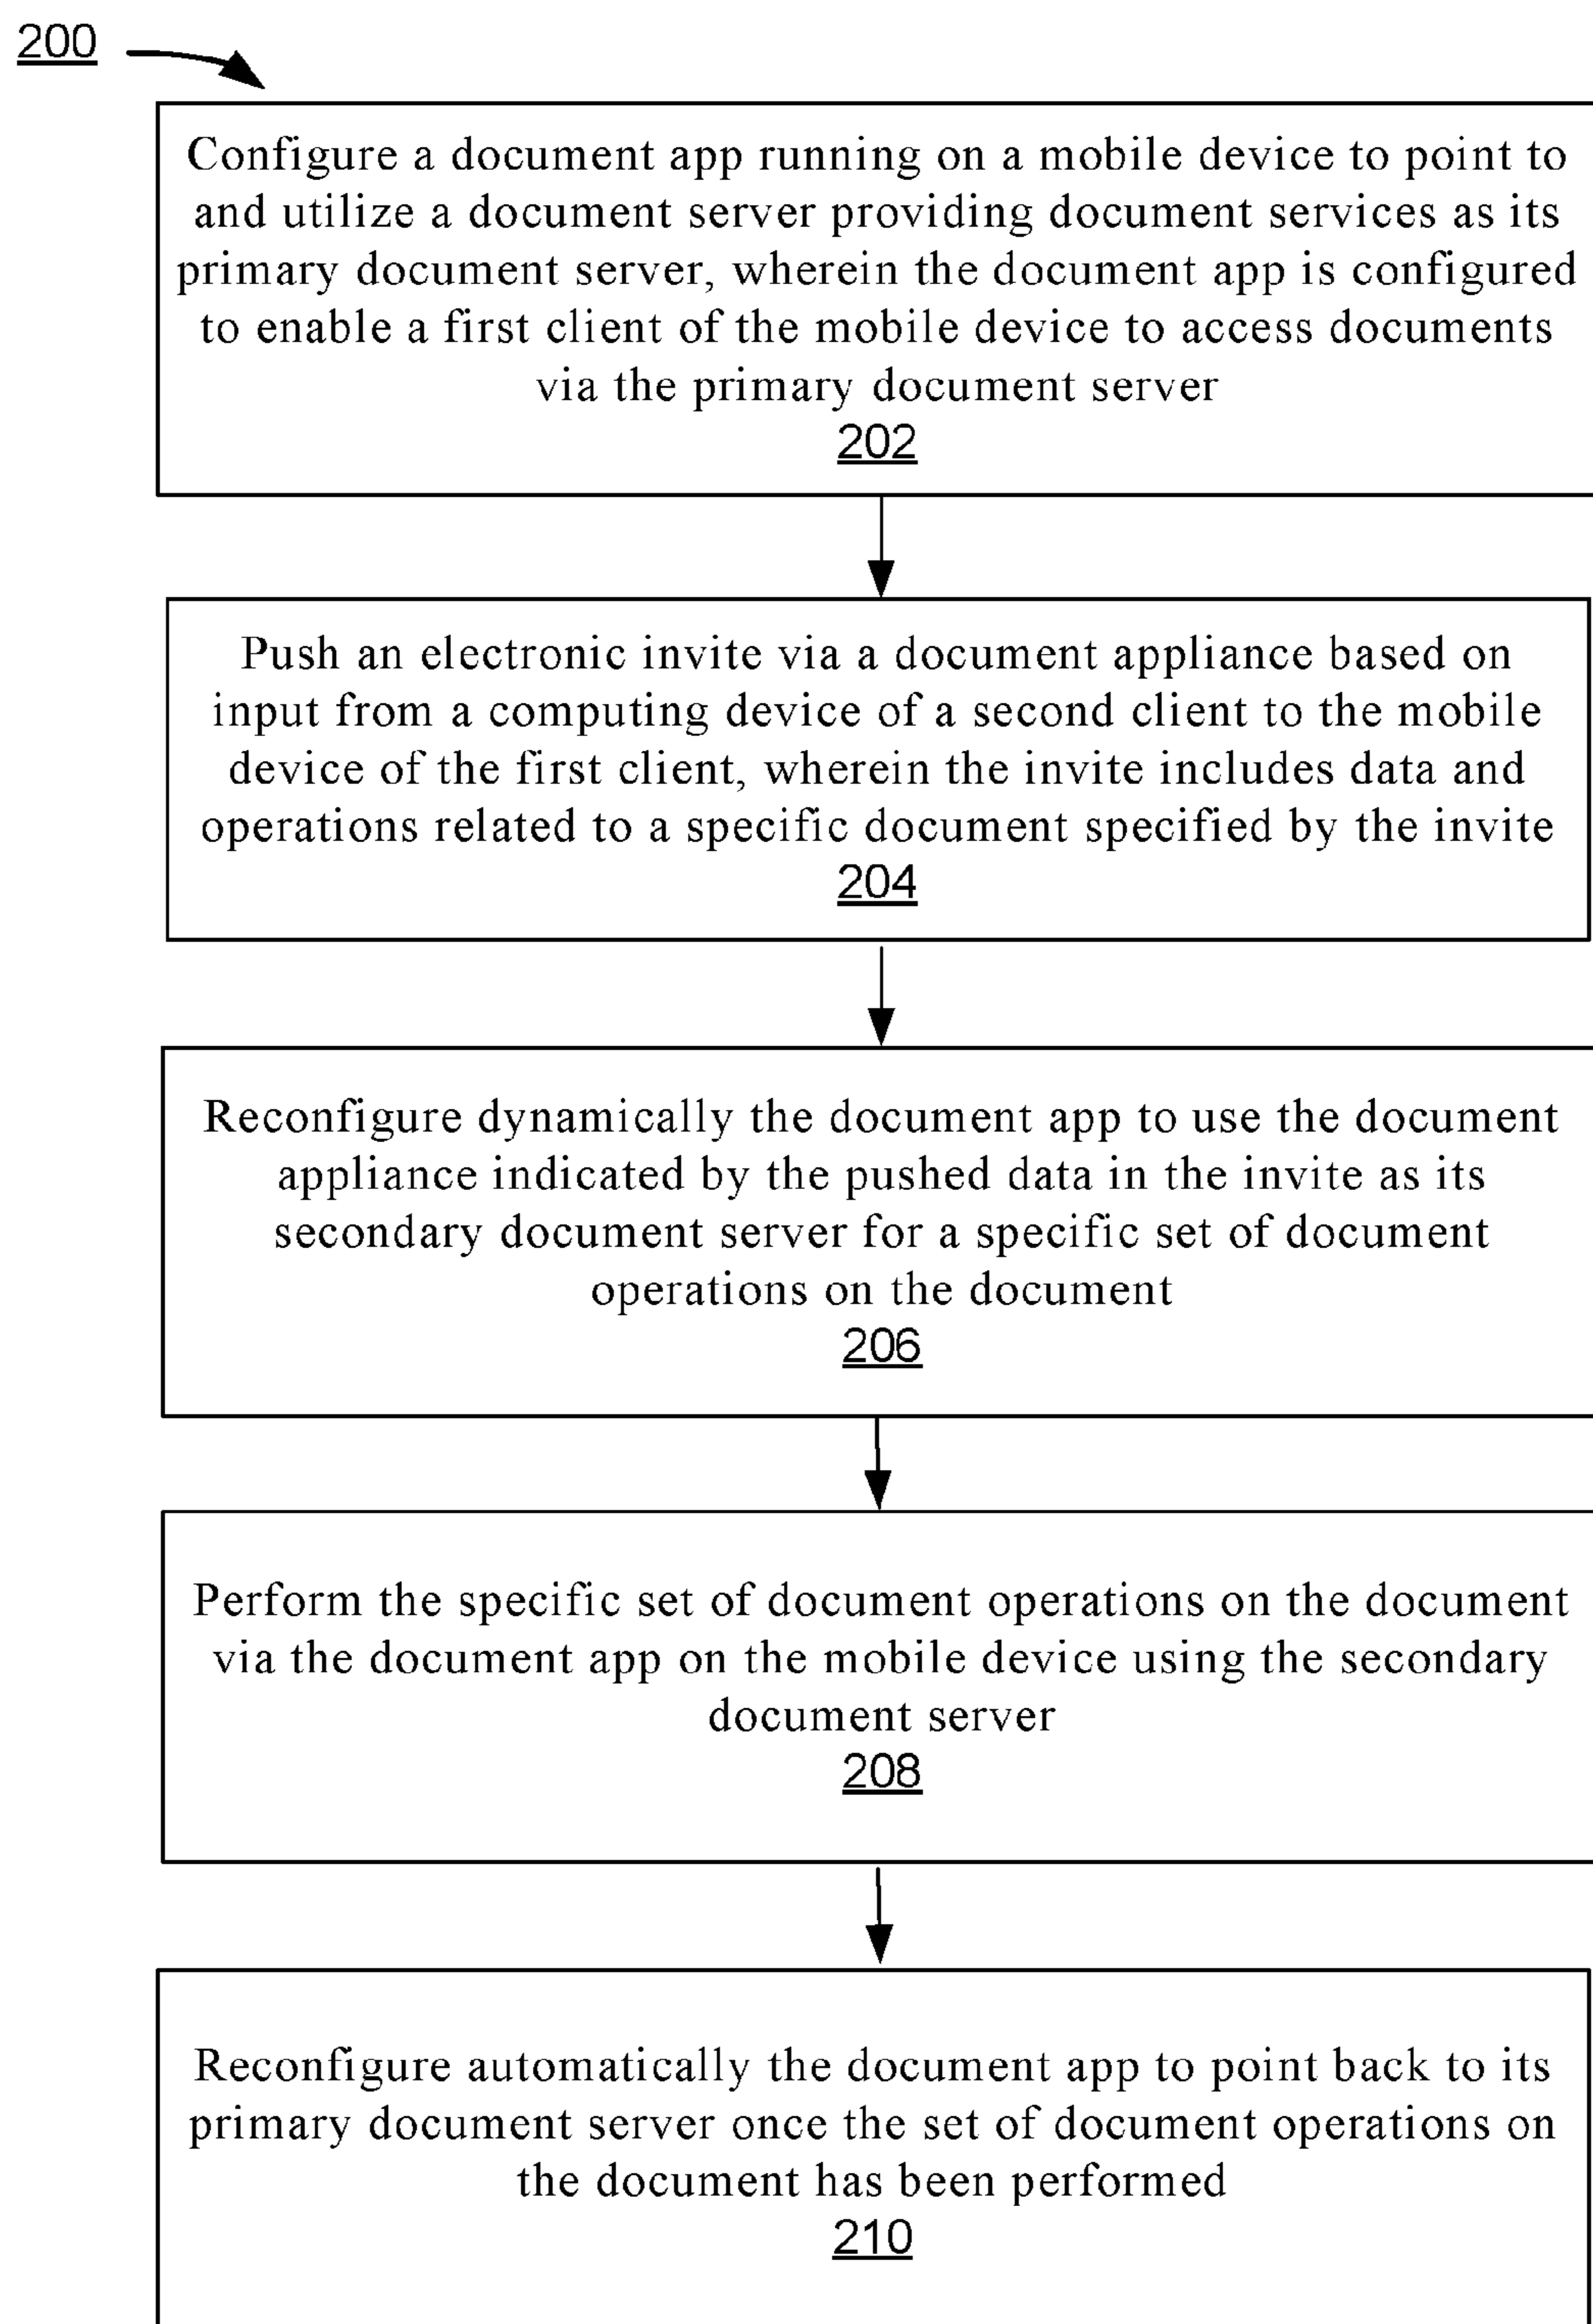 200
Configure a document app running on a mobile device to point to
and utilize a document server providing document services as its
primary document server, wherein the document app is configured
to enable a first client of the mobile device to access documents
via the primary document server
202
Push an electronic invite via a document appliance based on
input from a computing device of a second client to the mobile
device of the first client, wherein the invite includes data and
operations related to a specific document specified by the invite
204
Reconfigure dynamically the document app to use the document
appliance indicated by the pushed data in the invite as its
secondary document server for a specific set of document
operations on the document
206
Perform the specific set of document operations on the document
via the document app on the mobile device using the secondary
document server
208
Reconfigure automatically the document app to point back to its
primary document server once the set of document operations on
the document has been performed
210